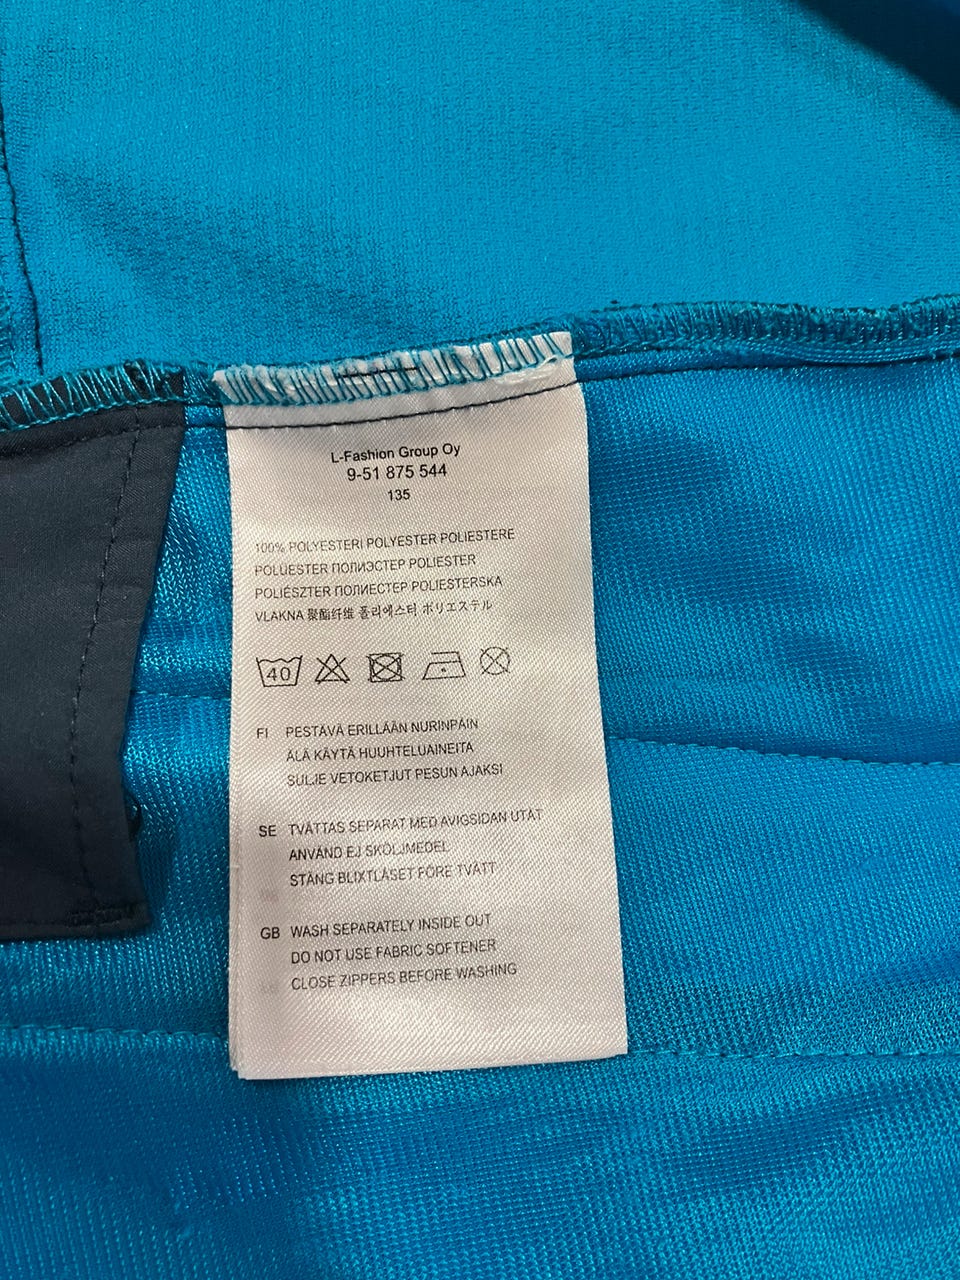 L-Fashion Group Oy
9-51 875 544
135
100% POLYESTERI POLYESTER POLIESTERE
POLUESTER ПОЛИЭСТЕР POLIESTER
POLIÉSZTER ПОЛИЕСТЕР POLIESTERSKA
VLAKNA 聚酯纤维 폴리에스터 ポリエステル
40
FI PESTÄVÄ ERILLÄÄN NURINPÄIN
ÄLÄ KÄYTÄ HUUHTELUAINEITA
SULJE VETOKETJUT PESUN AJAKSI
SE TVÄTTAS SEPARAT MED AVIGSIDAN UTÅT
ANVÄND EJ SKÖLJMEDEL
STÄNG BLIXTLÅSET FÖRE TVÄTT
GB WASH SEPARATELY INSIDE OUT
DO NOT USE FABRIC SOFTENER
CLOSE ZIPPERS BEFORE WASHING